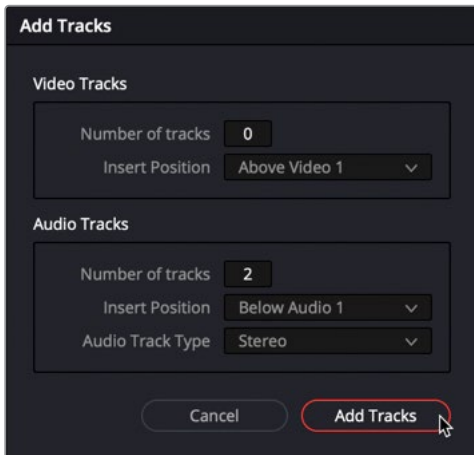 Add Tracks
Video Tracks
Number of tracks 0
Insert Position Above Video 1
Audio Tracks
Number of tracks 2
Insert Position Below Audio 1
Audio Track Type Stereo
Cancel Add Tracks